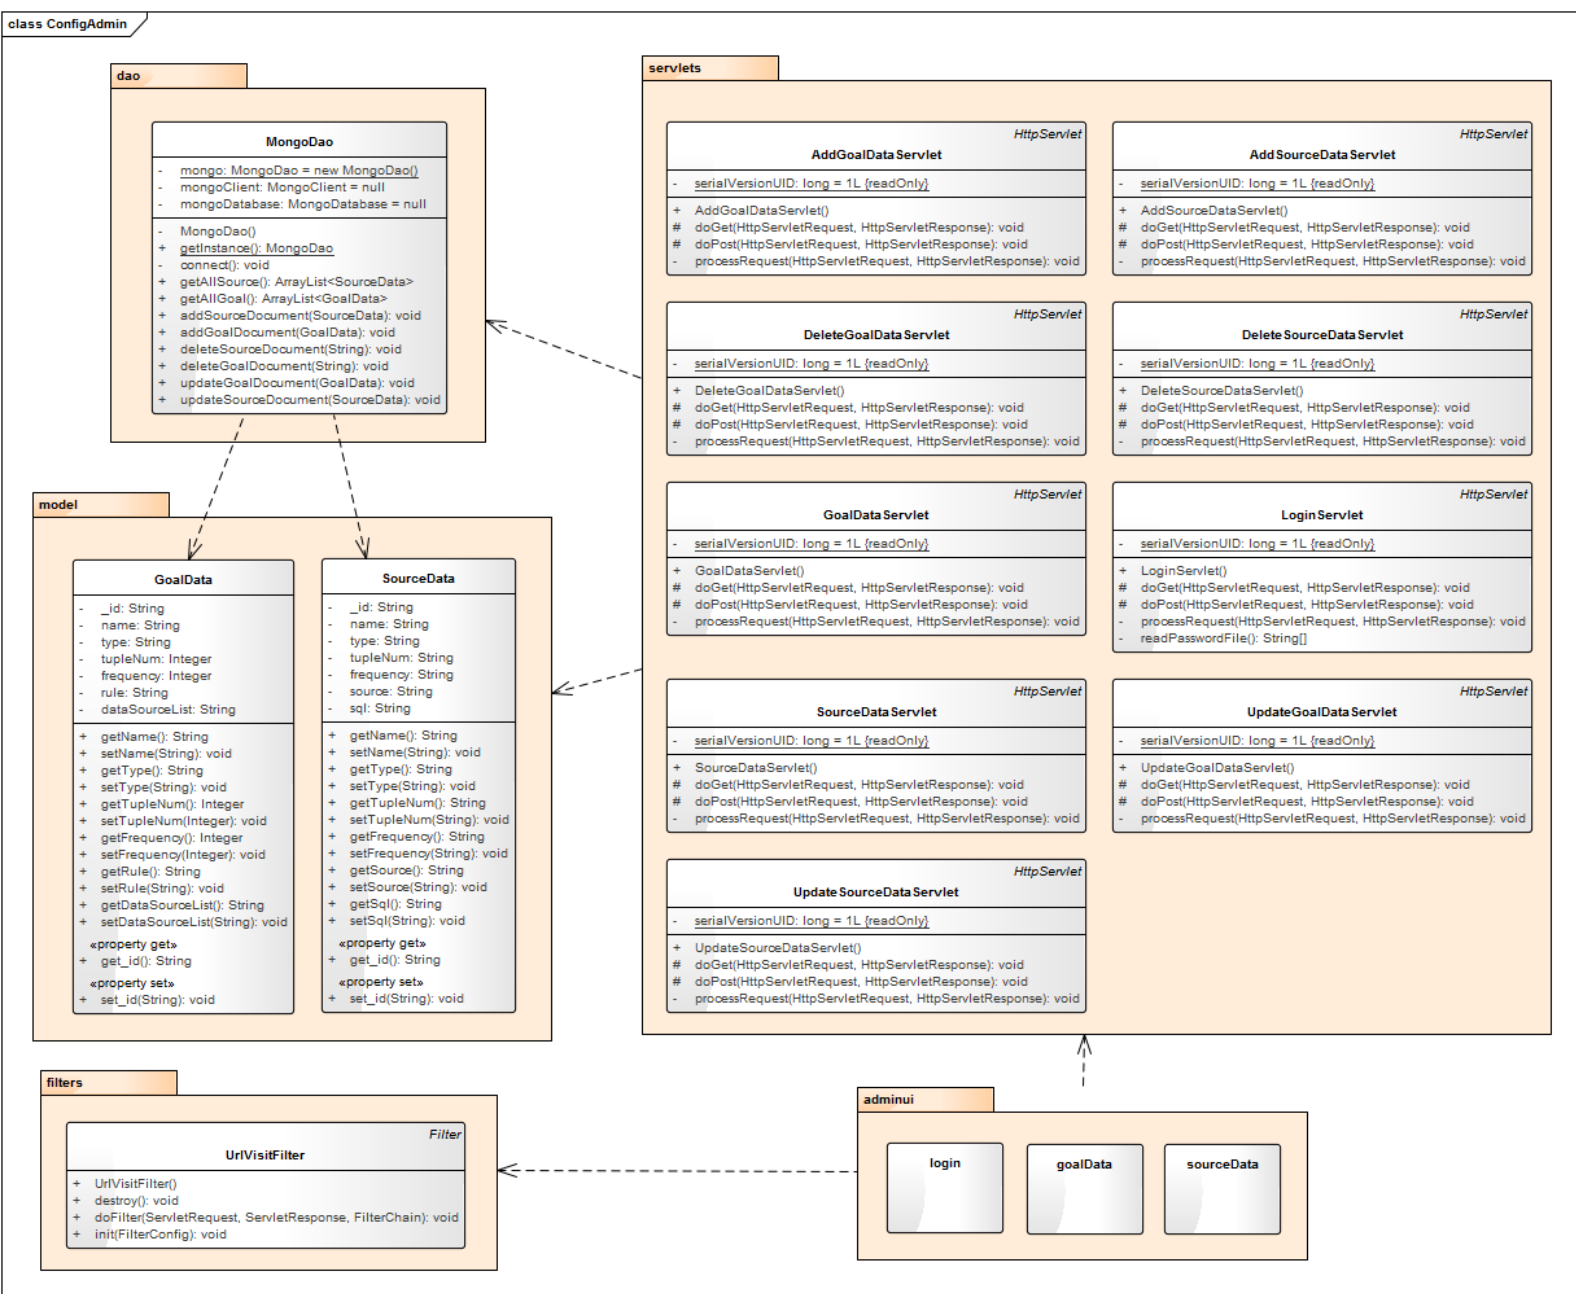 class ConfigAdmin
dao
MongoDao
- mongo: MongoDao = new MongoDao()
- mongoClient: MongoClient = null
- mongoDatabase: MongoDatabase = null
- MongoDao()
+ getInstance(): MongoDao
- connect(): void
+ getAllSource(): ArrayList<SourceData>
+ getAllGoal(): ArrayList<GoalData>
+ addSourceDocument(SourceData): void
+ addGoalDocument(GoalData): void
+ deleteSourceDocument(String): void
+ deleteGoalDocument(String): void
+ updateGoalDocument(GoalData): void
+ updateSourceDocument(SourceData): void
model
GoalData
- _id: String
- name: String
- type: String
- tupleNum: Integer
- frequency: Integer
- rule: String
- dataSourceList: String
+ getName(): String
+ setName(String): void
+ getType(): String
+ setType(String): void
+ getTupleNum(): Integer
+ setTupleNum(Integer): void
+ getFrequency(): Integer
+ setFrequency(Integer): void
+ getRule(): String
+ setRule(String): void
+ getDataSourceList(): String
+ setDataSourceList(String): void
«property get»
+ get_id(): String
«property set»
+ set_id(String): void
SourceData
- _id: String
- name: String
- type: String
- tupleNum: String
- frequency: String
- source: String
- sql: String
+ getName(): String
+ setName(String): void
+ getType(): String
+ setType(String): void
+ getTupleNum(): String
+ setTupleNum(String): void
+ getFrequency(): String
+ setFrequency(String): void
+ getSource(): String
+ setSource(String): void
+ getSql(): String
+ setSql(String): void
«property get»
+ get_id(): String
«property set»
+ set_id(String): void
servlets
HttpServlet
AddGoalDataServlet
- serialVersionUID: long = 1L {readOnly}
+ AddGoalDataServlet()
# doGet(HttpServletRequest, HttpServletResponse): void
# doPost(HttpServletRequest, HttpServletResponse): void
- processRequest(HttpServletRequest, HttpServletResponse): void
HttpServlet
AddSourceDataServlet
- serialVersionUID: long = 1L {readOnly}
+ AddSourceDataServlet()
# doGet(HttpServletRequest, HttpServletResponse): void
# doPost(HttpServletRequest, HttpServletResponse): void
- processRequest(HttpServletRequest, HttpServletResponse): void
HttpServlet
DeleteGoalDataServlet
- serialVersionUID: long = 1L {readOnly}
+ DeleteGoalDataServlet()
# doGet(HttpServletRequest, HttpServletResponse): void
# doPost(HttpServletRequest, HttpServletResponse): void
- processRequest(HttpServletRequest, HttpServletResponse): void
HttpServlet
DeleteSourceDataServlet
- serialVersionUID: long = 1L {readOnly}
+ DeleteSourceDataServlet()
# doGet(HttpServletRequest, HttpServletResponse): void
# doPost(HttpServletRequest, HttpServletResponse): void
- processRequest(HttpServletRequest, HttpServletResponse): void
HttpServlet
GoalDataServlet
- serialVersionUID: long = 1L {readOnly}
+ GoalDataServlet()
# doGet(HttpServletRequest, HttpServletResponse): void
# doPost(HttpServletRequest, HttpServletResponse): void
- processRequest(HttpServletRequest, HttpServletResponse): void
HttpServlet
LoginServlet
- serialVersionUID: long = 1L {readOnly}
+ LoginServlet()
# doGet(HttpServletRequest, HttpServletResponse): void
# doPost(HttpServletRequest, HttpServletResponse): void
- processRequest(HttpServletRequest, HttpServletResponse): void
- readPasswordFile(): String[]
HttpServlet
SourceDataServlet
- serialVersionUID: long = 1L {readOnly}
+ SourceDataServlet()
# doGet(HttpServletRequest, HttpServletResponse): void
# doPost(HttpServletRequest, HttpServletResponse): void
- processRequest(HttpServletRequest, HttpServletResponse): void
HttpServlet
UpdateGoalDataServlet
- serialVersionUID: long = 1L {readOnly}
+ UpdateGoalDataServlet()
# doGet(HttpServletRequest, HttpServletResponse): void
# doPost(HttpServletRequest, HttpServletResponse): void
- processRequest(HttpServletRequest, HttpServletResponse): void
HttpServlet
UpdateSourceDataServlet
- serialVersionUID: long = 1L {readOnly}
+ UpdateSourceDataServlet()
# doGet(HttpServletRequest, HttpServletResponse): void
# doPost(HttpServletRequest, HttpServletResponse): void
- processRequest(HttpServletRequest, HttpServletResponse): void
filters
Filter
UrlVisitFilter
+ UrlVisitFilter()
+ destroy(): void
+ doFilter(ServletRequest, ServletResponse, FilterChain): void
+ init(FilterConfig): void
adminui
login
goalData
sourceData